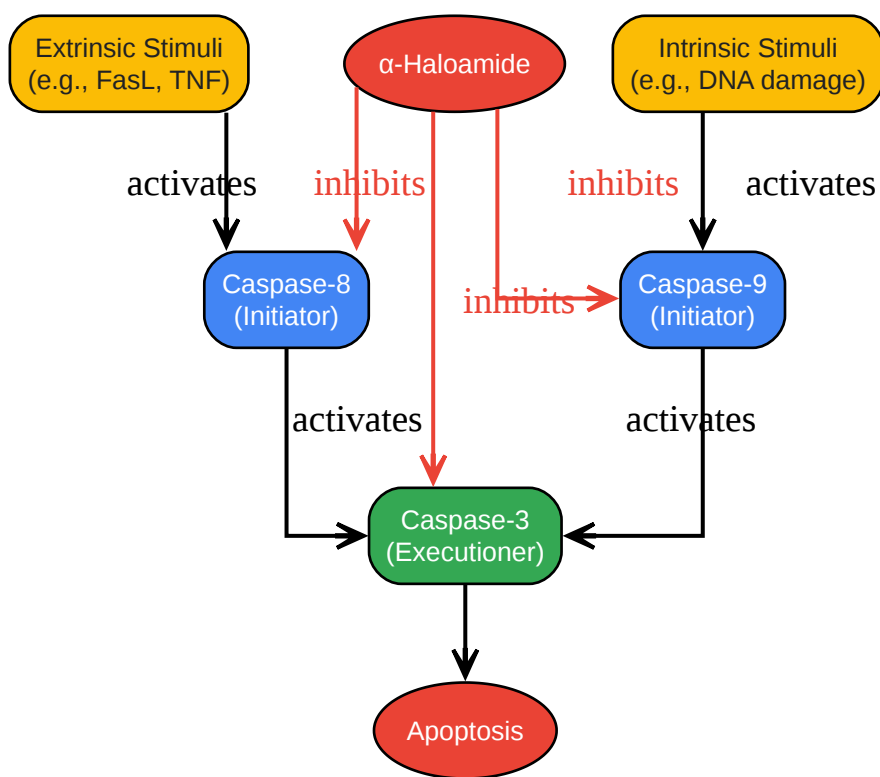 Extrinsic Stimuli
(e.g., FasL, TNF)
α-Haloamide
Intrinsic Stimuli
(e.g., DNA damage)
activates
inhibits
inhibits
activates
Caspase-8
(Initiator)
inhibits
Caspase-9
(Initiator)
activates
activates
Caspase-3
(Executioner)
Apoptosis